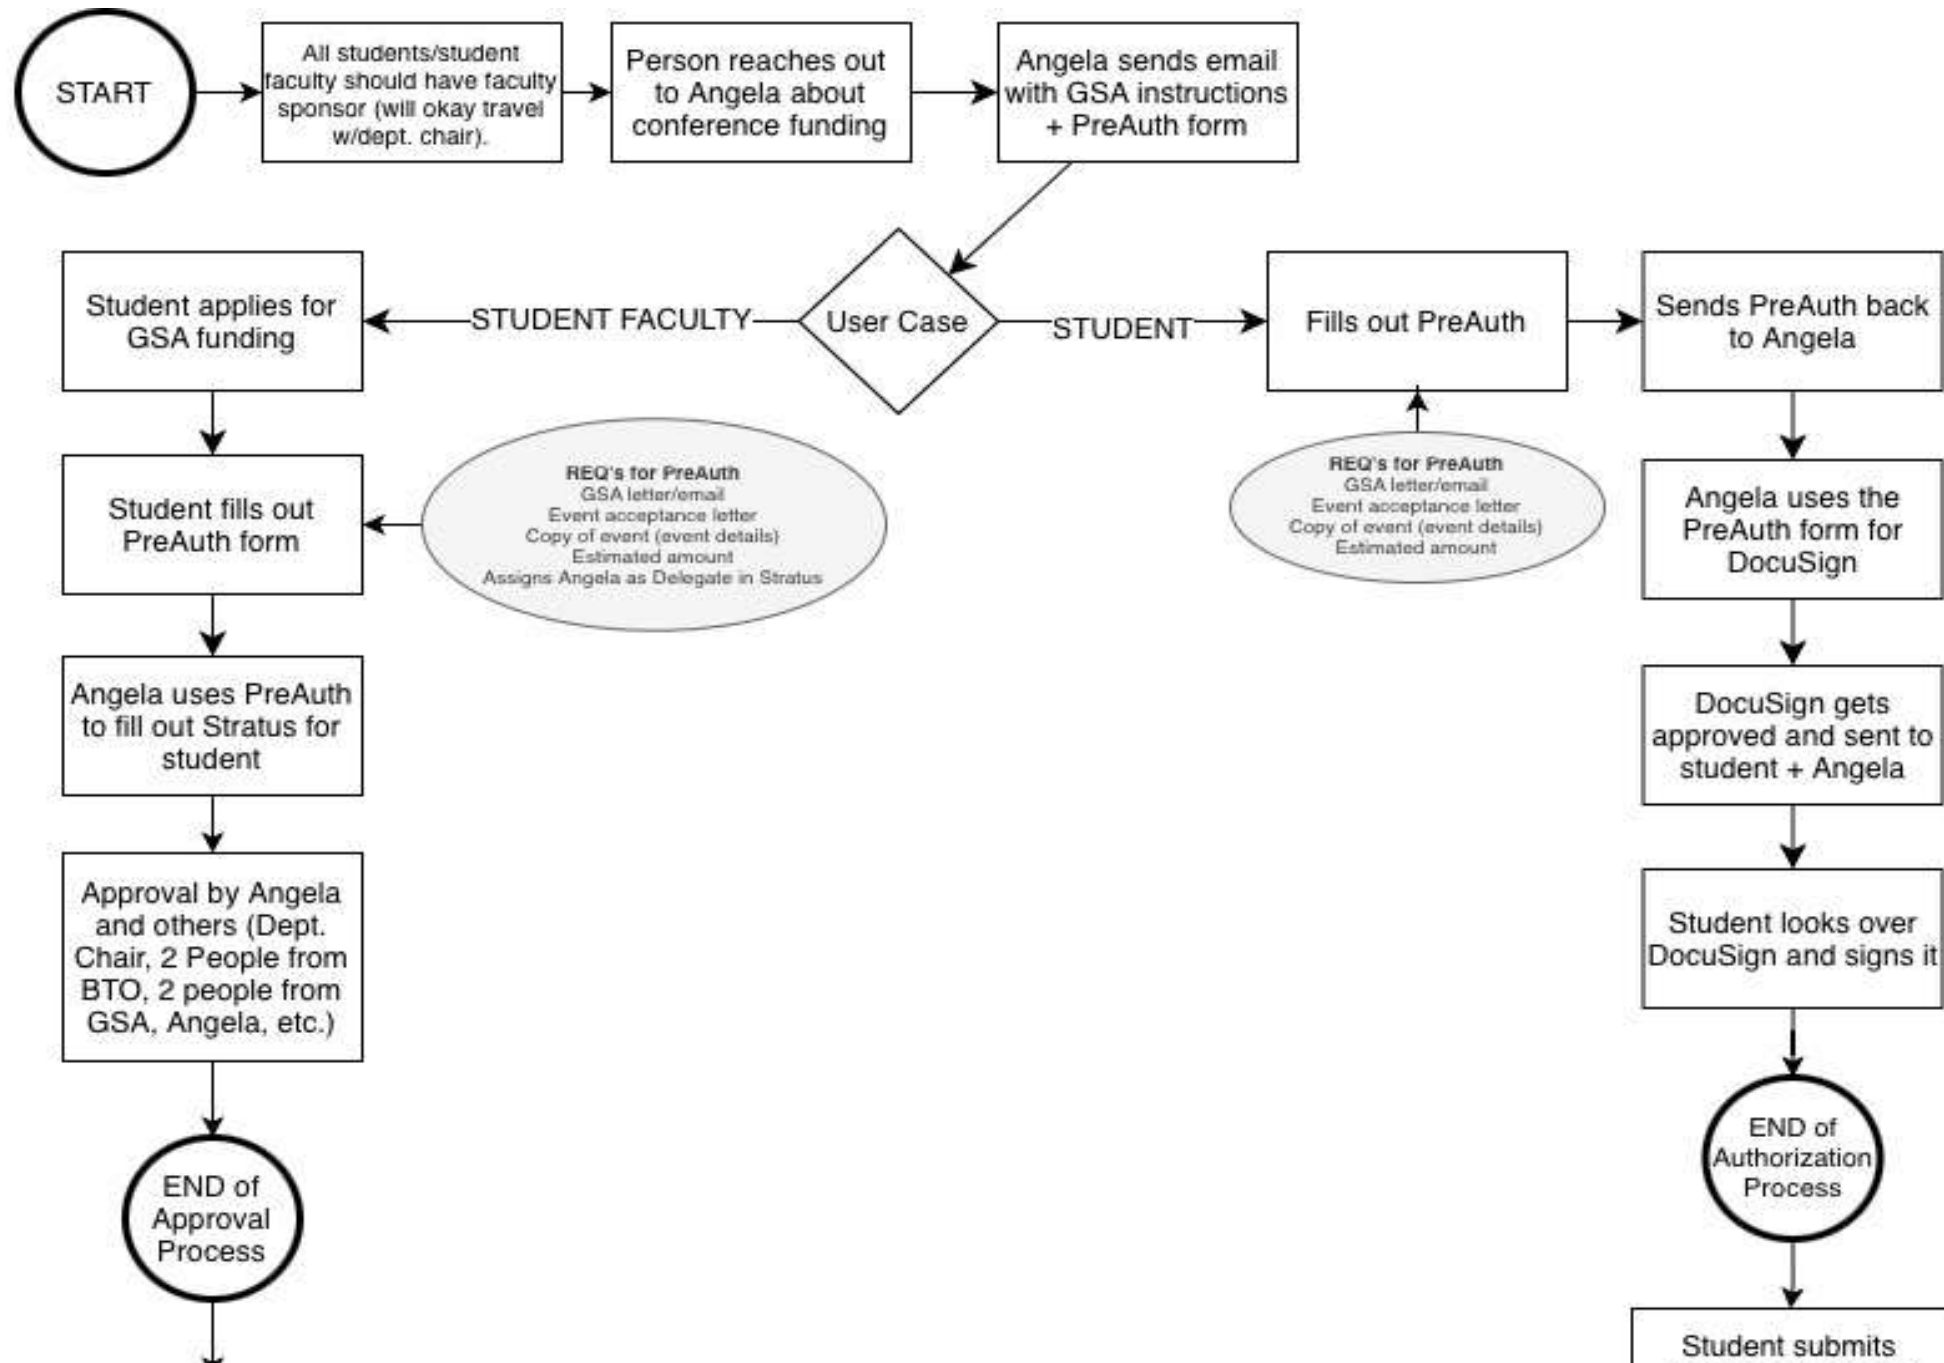 START
All students/student
faculty should have faculty
sponsor (will okay travel
w/dept. chair).
Person reaches out
to Angela about
conference funding
Angela sends email
with GSA instructions
+ PreAuth form
User Case
STUDENT FACULTY
STUDENT
Student applies for
GSA funding
Student fills out
PreAuth form
REQ's for PreAuth
GSA letter/email
Event acceptance letter
Copy of event (event details)
Estimated amount
Assigns Angela as Delegate in Stratus
Angela uses PreAuth
to fill out Stratus for
student
Approval by Angela
and others (Dept.
Chair, 2 People from
BTO, 2 people from
GSA, Angela, etc.)
END of
Approval
Process
Fills out PreAuth
REQ's for PreAuth
GSA letter/email
Event acceptance letter
Copy of event (event details)
Estimated amount
Sends PreAuth back
to Angela
Angela uses the
PreAuth form for
DocuSign
DocuSign gets
approved and sent to
student + Angela
Student looks over
DocuSign and signs it
END of
Authorization
Process
Student submits